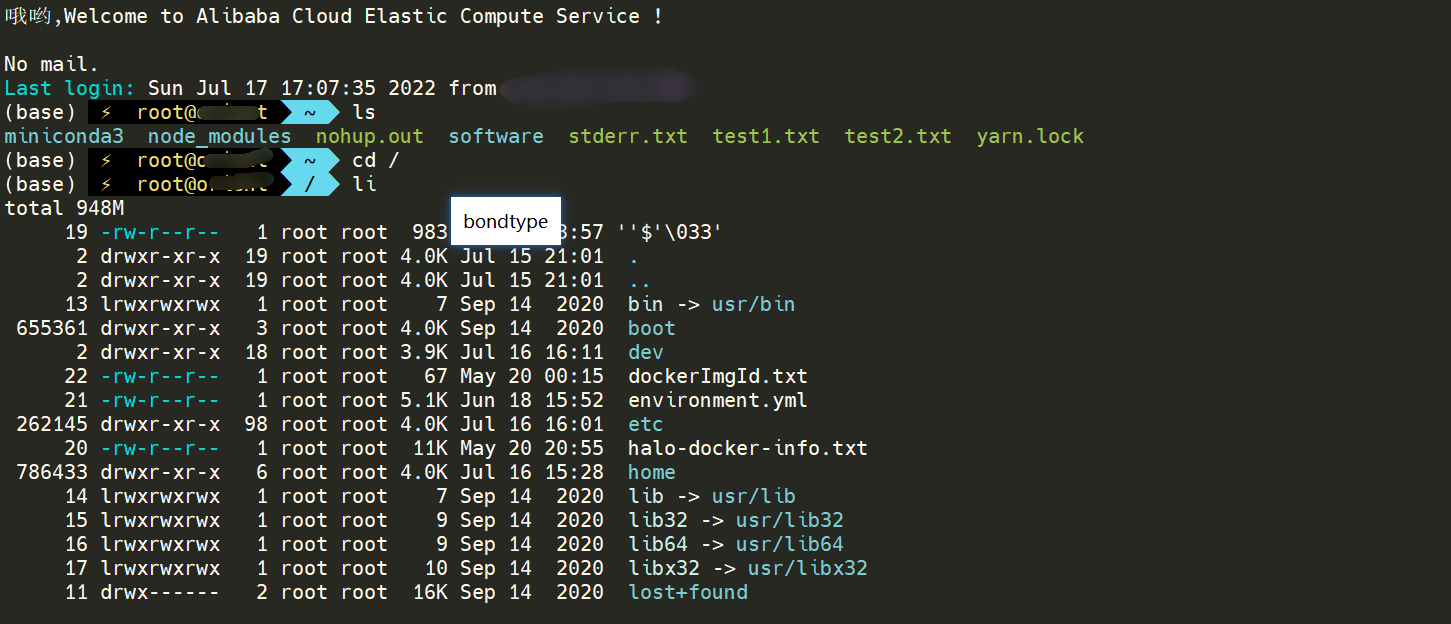 哦哟,Welcome to Alibaba Cloud Elastic Compute Service !
No mail.
Last login: Sun Jul 17 17:07:35 2022 from
(base) ⚡ root@ t ~ ls
miniconda3 node_modules nohup.out software stderr.txt test1.txt test2.txt yarn.lock
(base) ⚡ root@ t ~ cd /
(base) ⚡ root@ / li
total 948M
bondtype
19 -rw-r--r-- 1 root root 983 3:57 ''$'\033'
2 drwxr-xr-x 19 root root 4.0K Jul 15 21:01 .
2 drwxr-xr-x 19 root root 4.0K Jul 15 21:01 ..
13 lrwxrwxrwx 1 root root 7 Sep 14 2020 bin -> usr/bin
655361 drwxr-xr-x 3 root root 4.0K Sep 14 2020 boot
2 drwxr-xr-x 18 root root 3.9K Jul 16 16:11 dev
22 -rw-r--r-- 1 root root 67 May 20 00:15 dockerImgId.txt
21 -rw-r--r-- 1 root root 5.1K Jun 18 15:52 environment.yml
262145 drwxr-xr-x 98 root root 4.0K Jul 16 16:01 etc
20 -rw-r--r-- 1 root root 11K May 20 20:55 halo-docker-info.txt
786433 drwxr-xr-x 6 root root 4.0K Jul 16 15:28 home
14 lrwxrwxrwx 1 root root 7 Sep 14 2020 lib -> usr/lib
15 lrwxrwxrwx 1 root root 9 Sep 14 2020 lib32 -> usr/lib32
16 lrwxrwxrwx 1 root root 9 Sep 14 2020 lib64 -> usr/lib64
17 lrwxrwxrwx 1 root root 10 Sep 14 2020 libx32 -> usr/libx32
11 drwx------ 2 root root 16K Sep 14 2020 lost+found